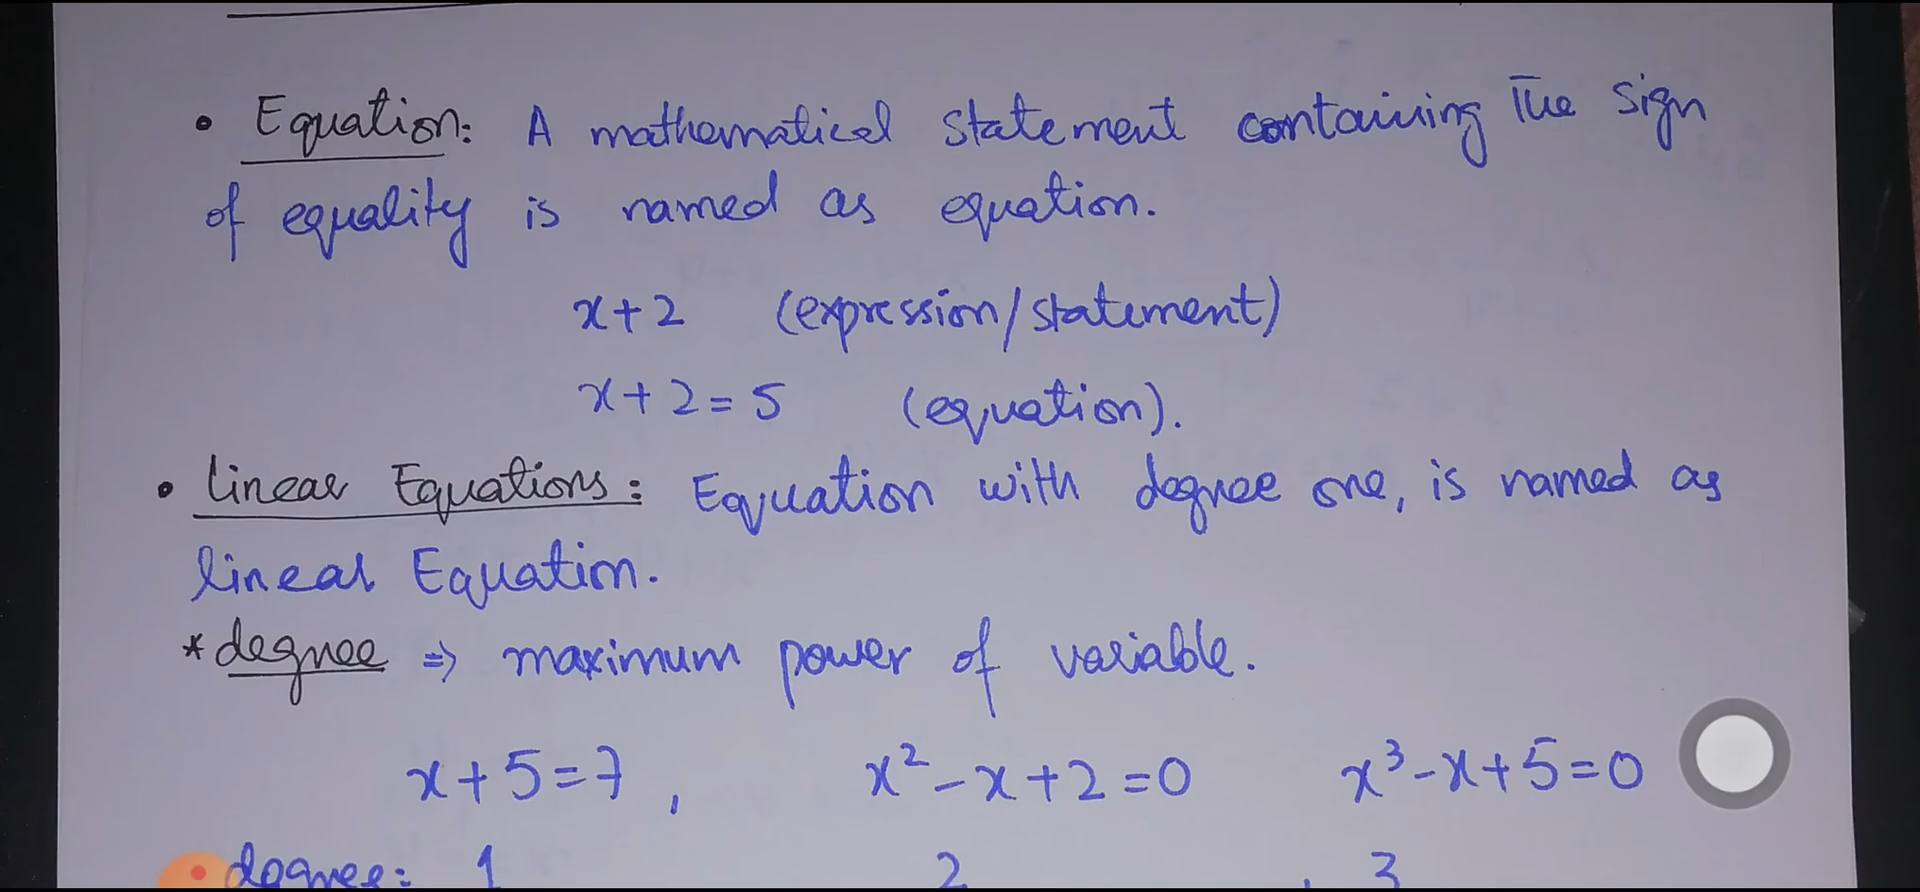 • Equation: A mathematical statement containing the sign
of equality is named as equation.
x+2 (expression/statement)
x+2=5 (equation).
• Linear Equations: Equation with degree one, is named as
linear Equation.
* degree ⇒ maximum power of variable.
x+5=7, x²-x+2=0 x³-x+5=0
degree: 1 2 , 3